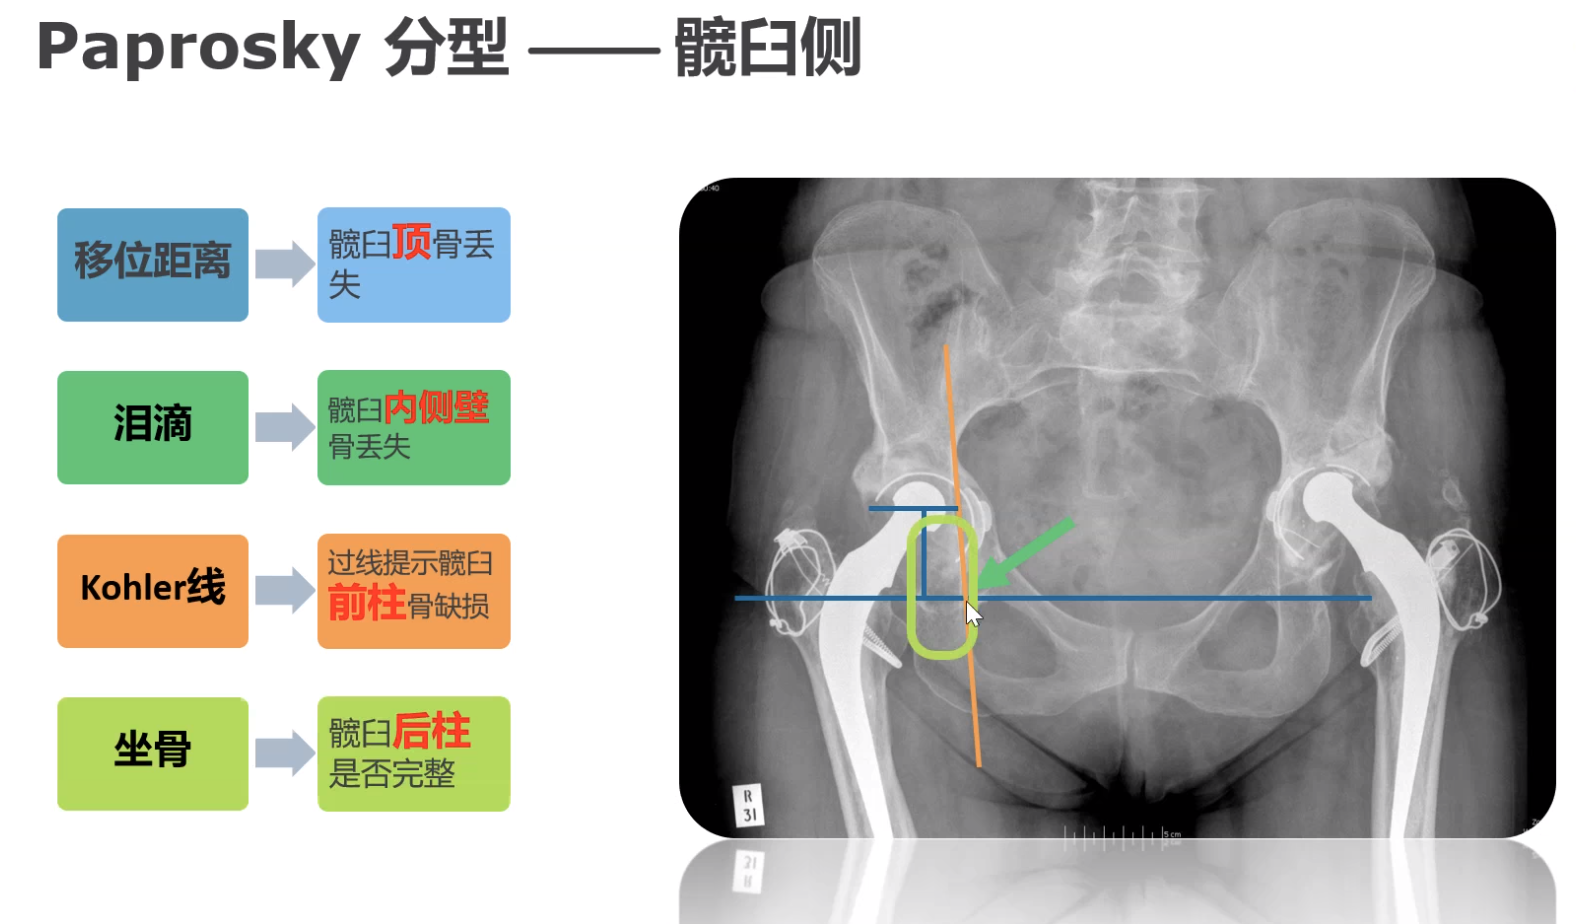 Paprosky 分型 —— 髋臼侧
移位距离
髋臼顶骨丢
失
泪滴
髋臼内侧壁
骨丢失
Kohler线
过线提示髋臼
前柱骨缺损
坐骨
髋臼后柱
是否完整
R
31
5 cm